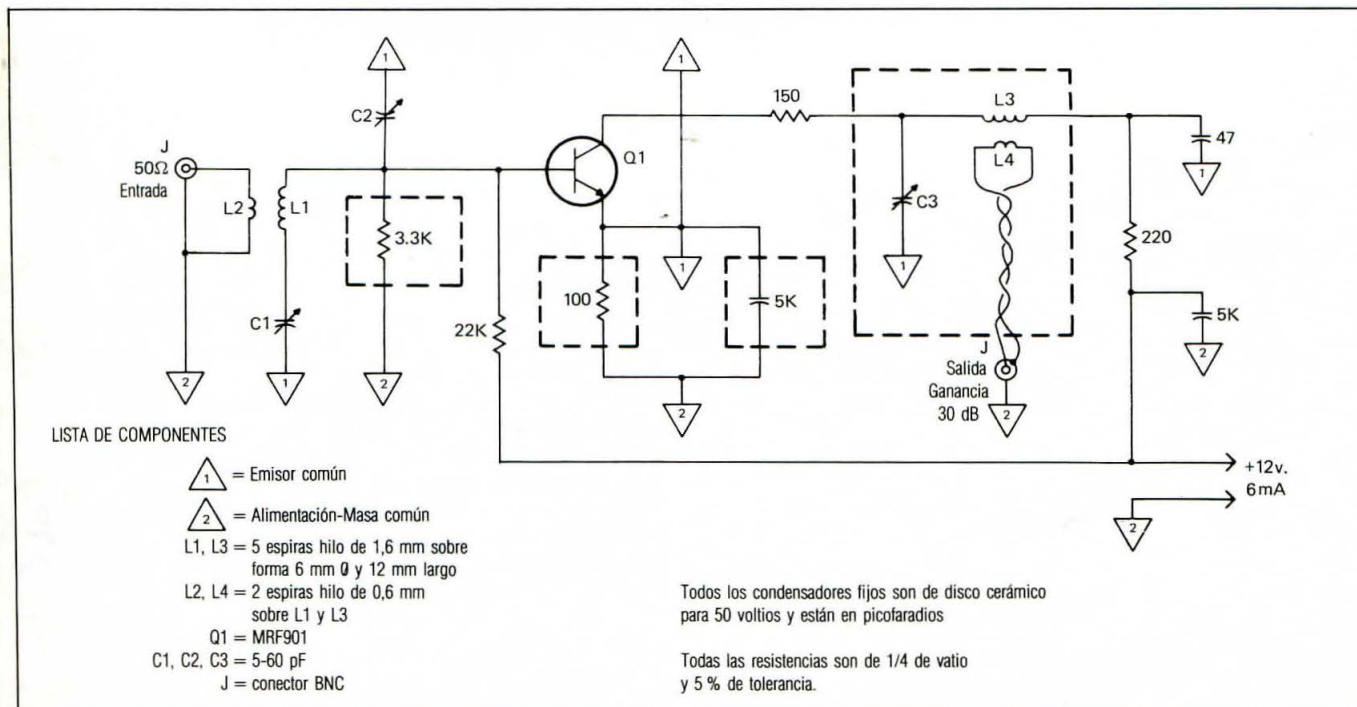 1
C2
1
150
L3
47
1
J
50Ω
Entrada
L2
L1
Q1
L4
C3
1
220
3.3K
1
100
5K
C1
22K
5K
2
J
Salida
Ganancia
30 dB
2
2
1
2
2
LISTA DE COMPONENTES
1 = Emisor común
2 = Alimentación-Masa común
L1, L3 = 5 espiras hilo de 1,6 mm sobre
forma 6 mm Ø y 12 mm largo
L2, L4 = 2 espiras hilo de 0,6 mm
sobre L1 y L3
Q1 = MRF901
C1, C2, C3 = 5-60 pF
J = conector BNC
+12v.
6mA
2
Todos los condensadores fijos son de disco cerámico
para 50 voltios y están en picofaradios
Todas las resistencias son de 1/4 de vatio
y 5 % de tolerancia.